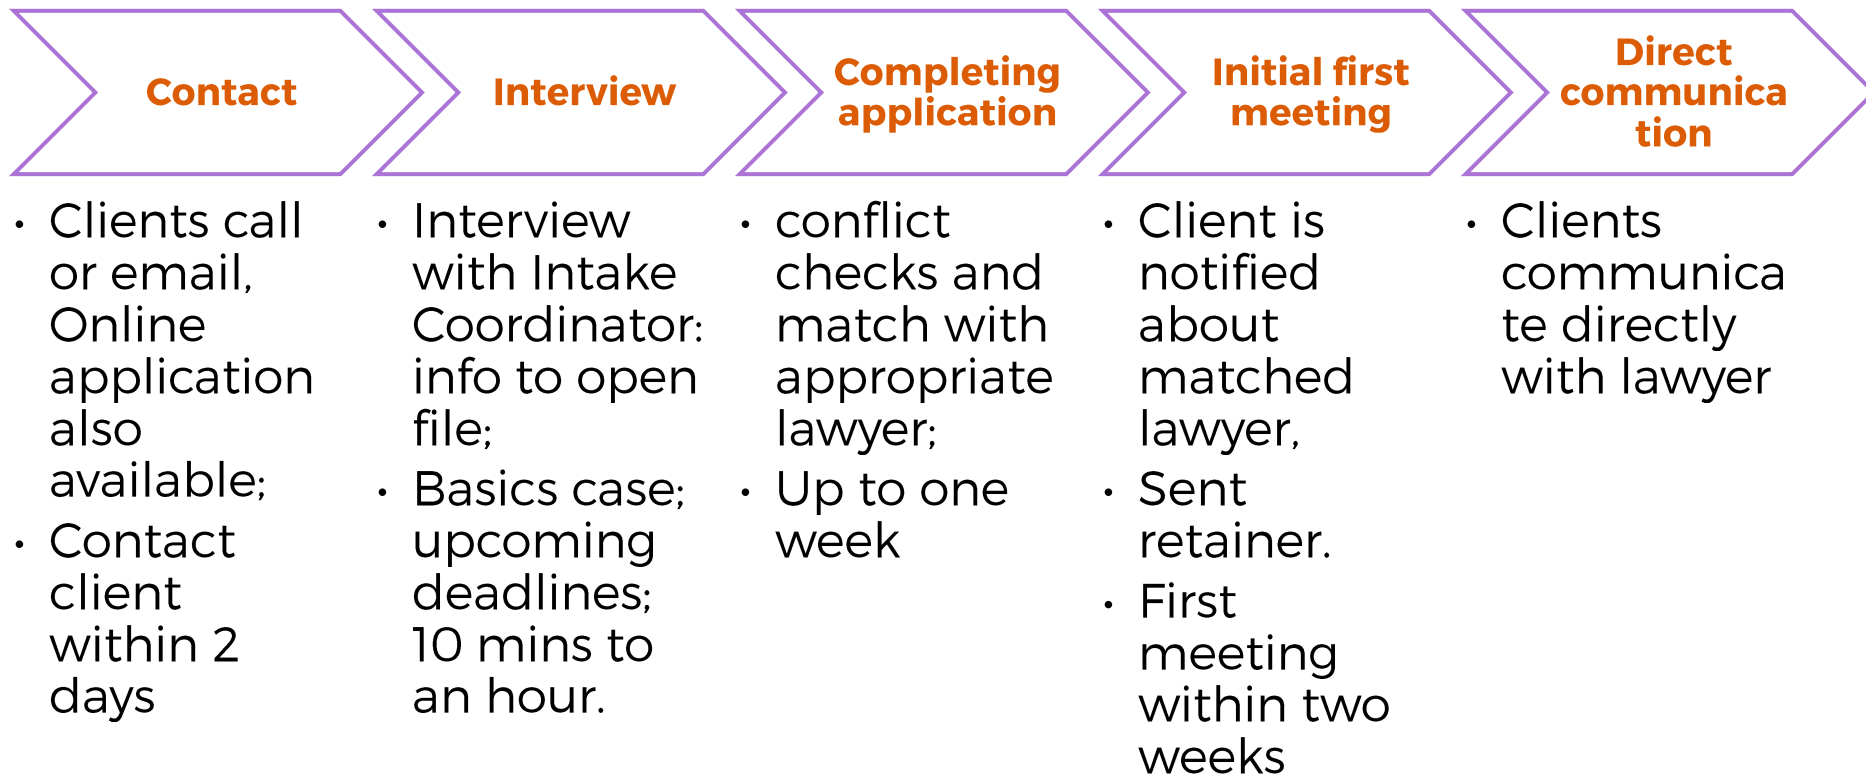 Contact
Interview
Completing
application
Initial first
meeting
Direct
communica
tion
• Clients call
or email,
Online
application
also
available;
• Contact
client
within 2
days
• Interview
with Intake
Coordinator:
info to open
file;
• Basics case;
upcoming
deadlines;
10 mins to
an hour.
• conflict
checks and
match with
appropriate
lawyer;
• Up to one
week
• Client is
notified
about
matched
lawyer,
• Sent
retainer.
• First
meeting
within two
weeks
• Clients
communica
te directly
with lawyer